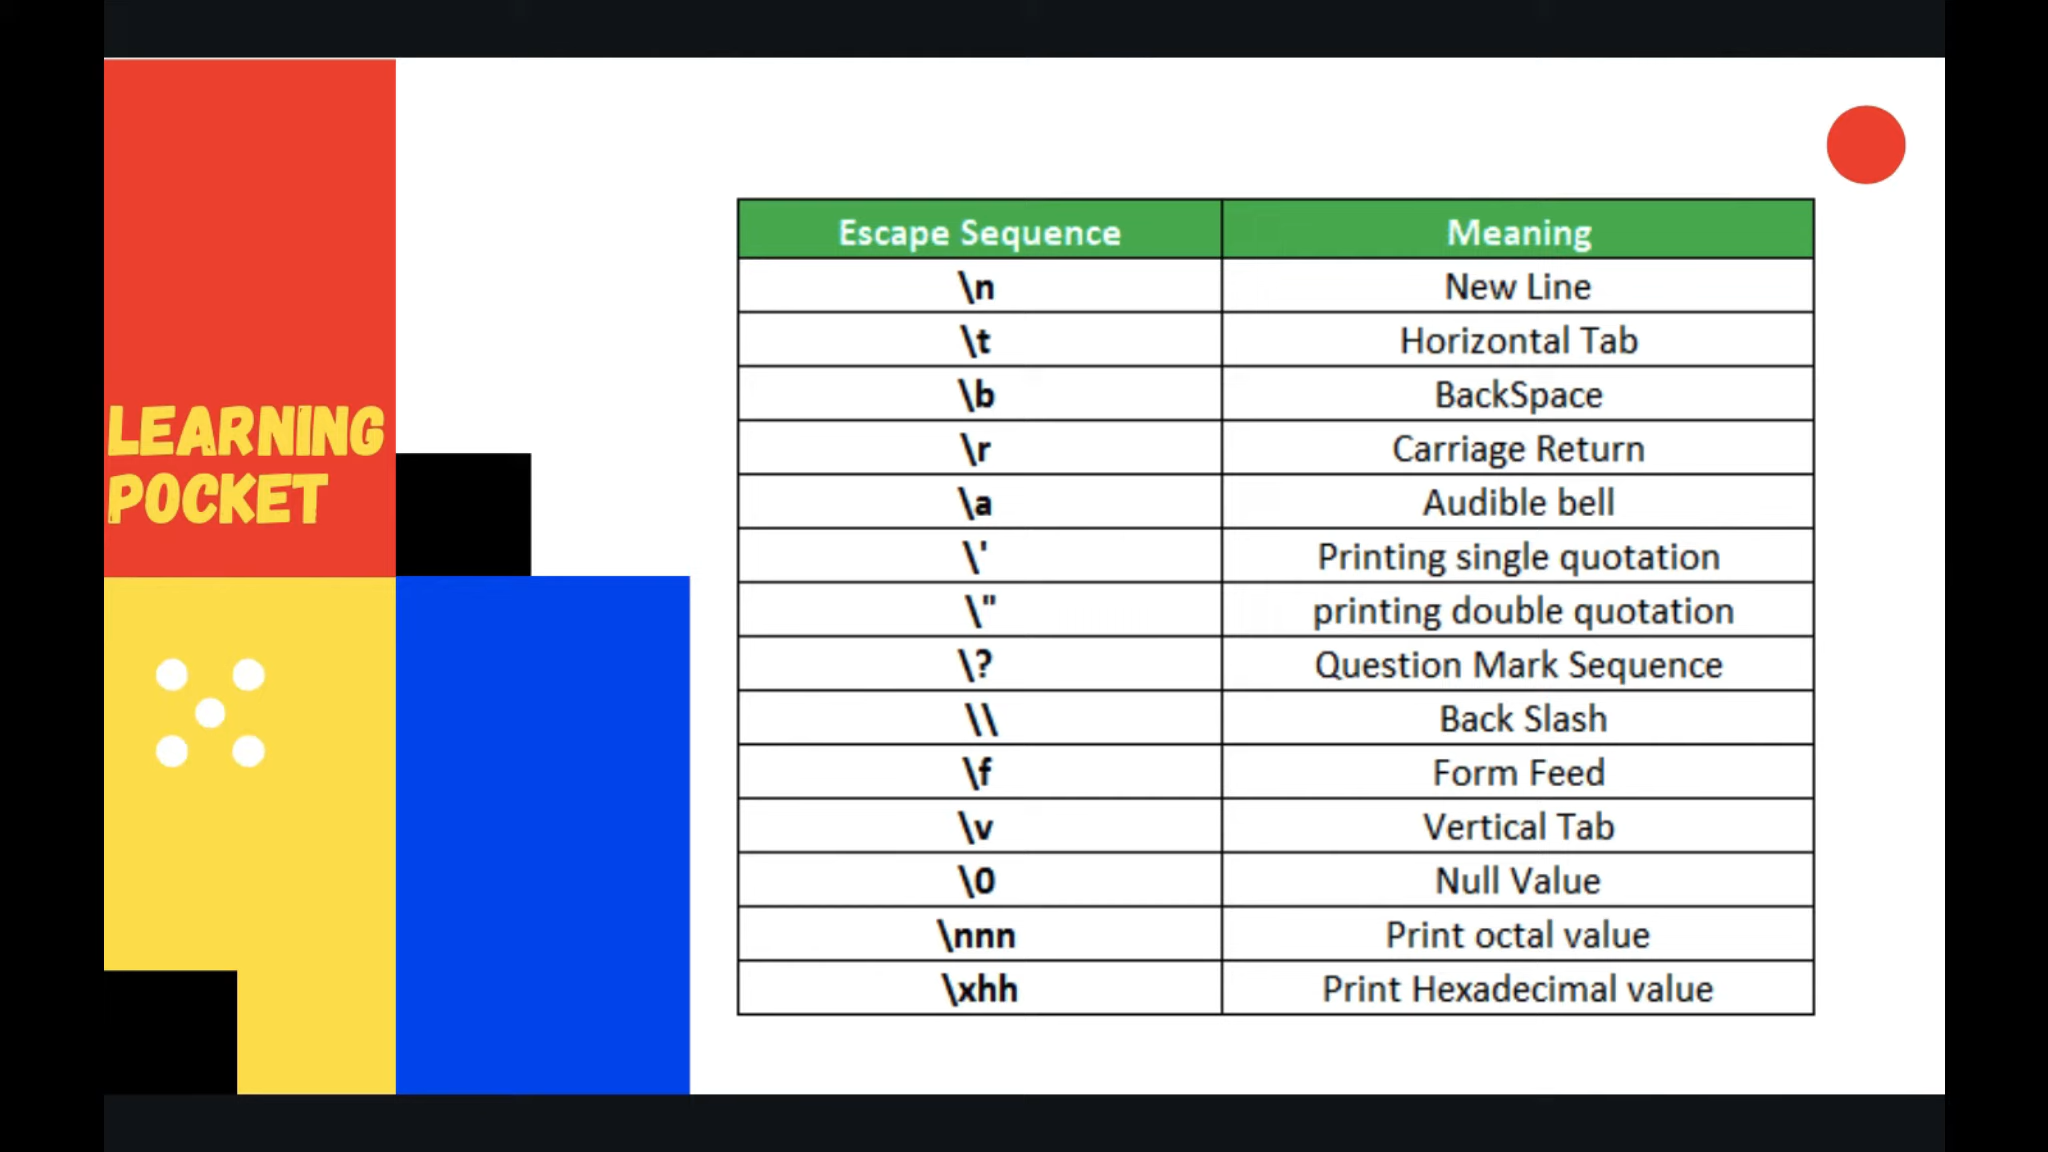 LEARNING
POCKET
Escape Sequence Meaning
\n New Line
\t Horizontal Tab
\b BackSpace
\r Carriage Return
\a Audible bell
\' Printing single quotation
\" printing double quotation
\? Question Mark Sequence
\\ Back Slash
\f Form Feed
\v Vertical Tab
\0 Null Value
\nnn Print octal value
\xhh Print Hexadecimal value